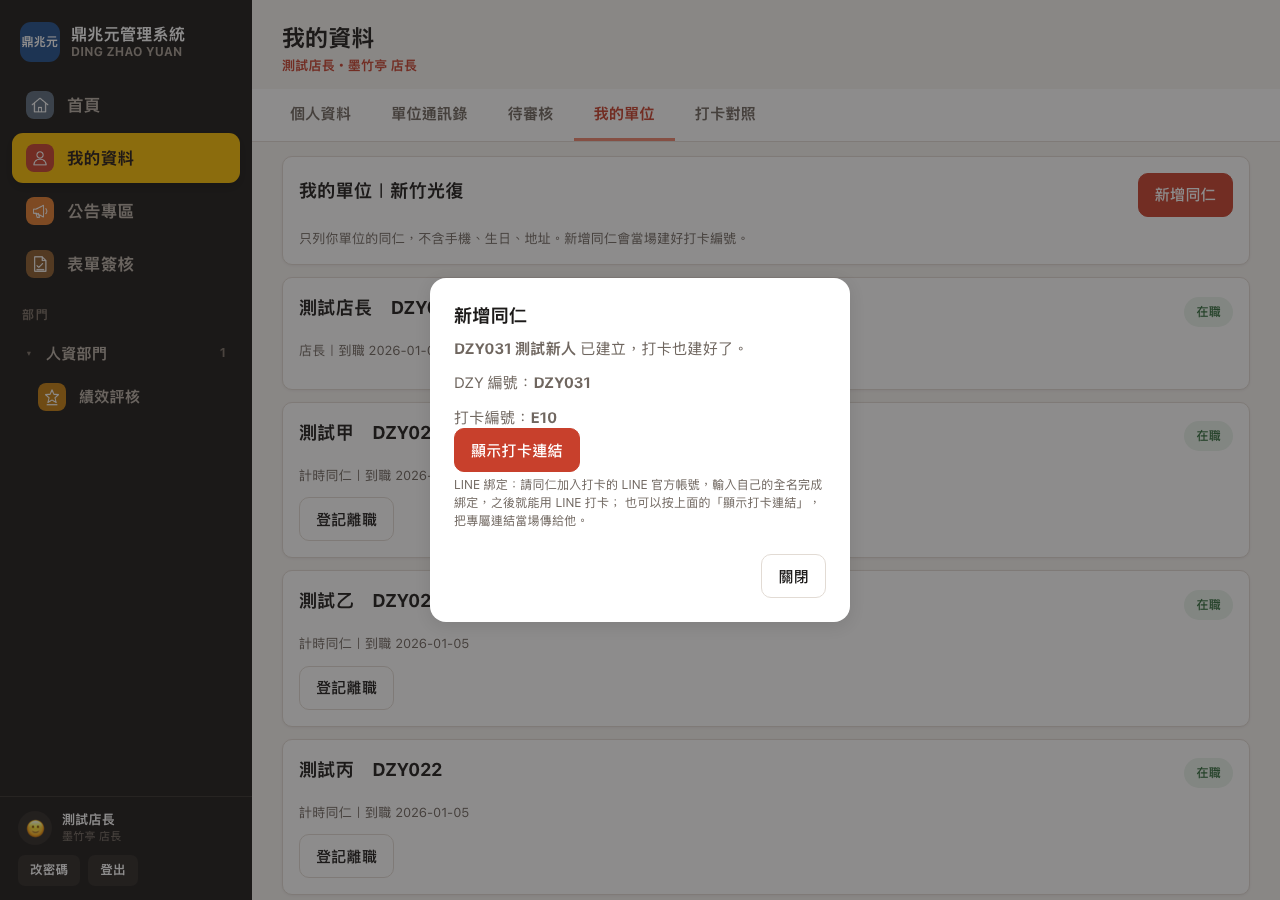 鼎兆元
鼎兆元管理系統
DING ZHAO YUAN
首頁
我的資料
公告專區
表單簽核
部門
人資部門 1
績效評核
測試店長
墨竹亭 店長
改密碼 登出
我的資料
測試店長・墨竹亭 店長
個人資料 單位通訊錄 待審核 我的單位 打卡對照
我的單位｜新竹光復
新增同仁
只列你單位的同仁，不含手機、生日、地址。新增同仁會當場建好打卡編號。
測試店長 DZY0
在職
店長｜到職 2026-01-0
測試甲 DZY02
在職
計時同仁｜到職 2026-
登記離職
測試乙 DZY02
在職
計時同仁｜到職 2026-01-05
登記離職
測試丙 DZY022
在職
計時同仁｜到職 2026-01-05
登記離職
新增同仁
DZY031 測試新人 已建立，打卡也建好了。
DZY 編號：DZY031
打卡編號：E10
顯示打卡連結
LINE 綁定：請同仁加入打卡的 LINE 官方帳號，輸入自己的全名完成
綁定，之後就能用 LINE 打卡； 也可以按上面的「顯示打卡連結」，
把專屬連結當場傳給他。
關閉